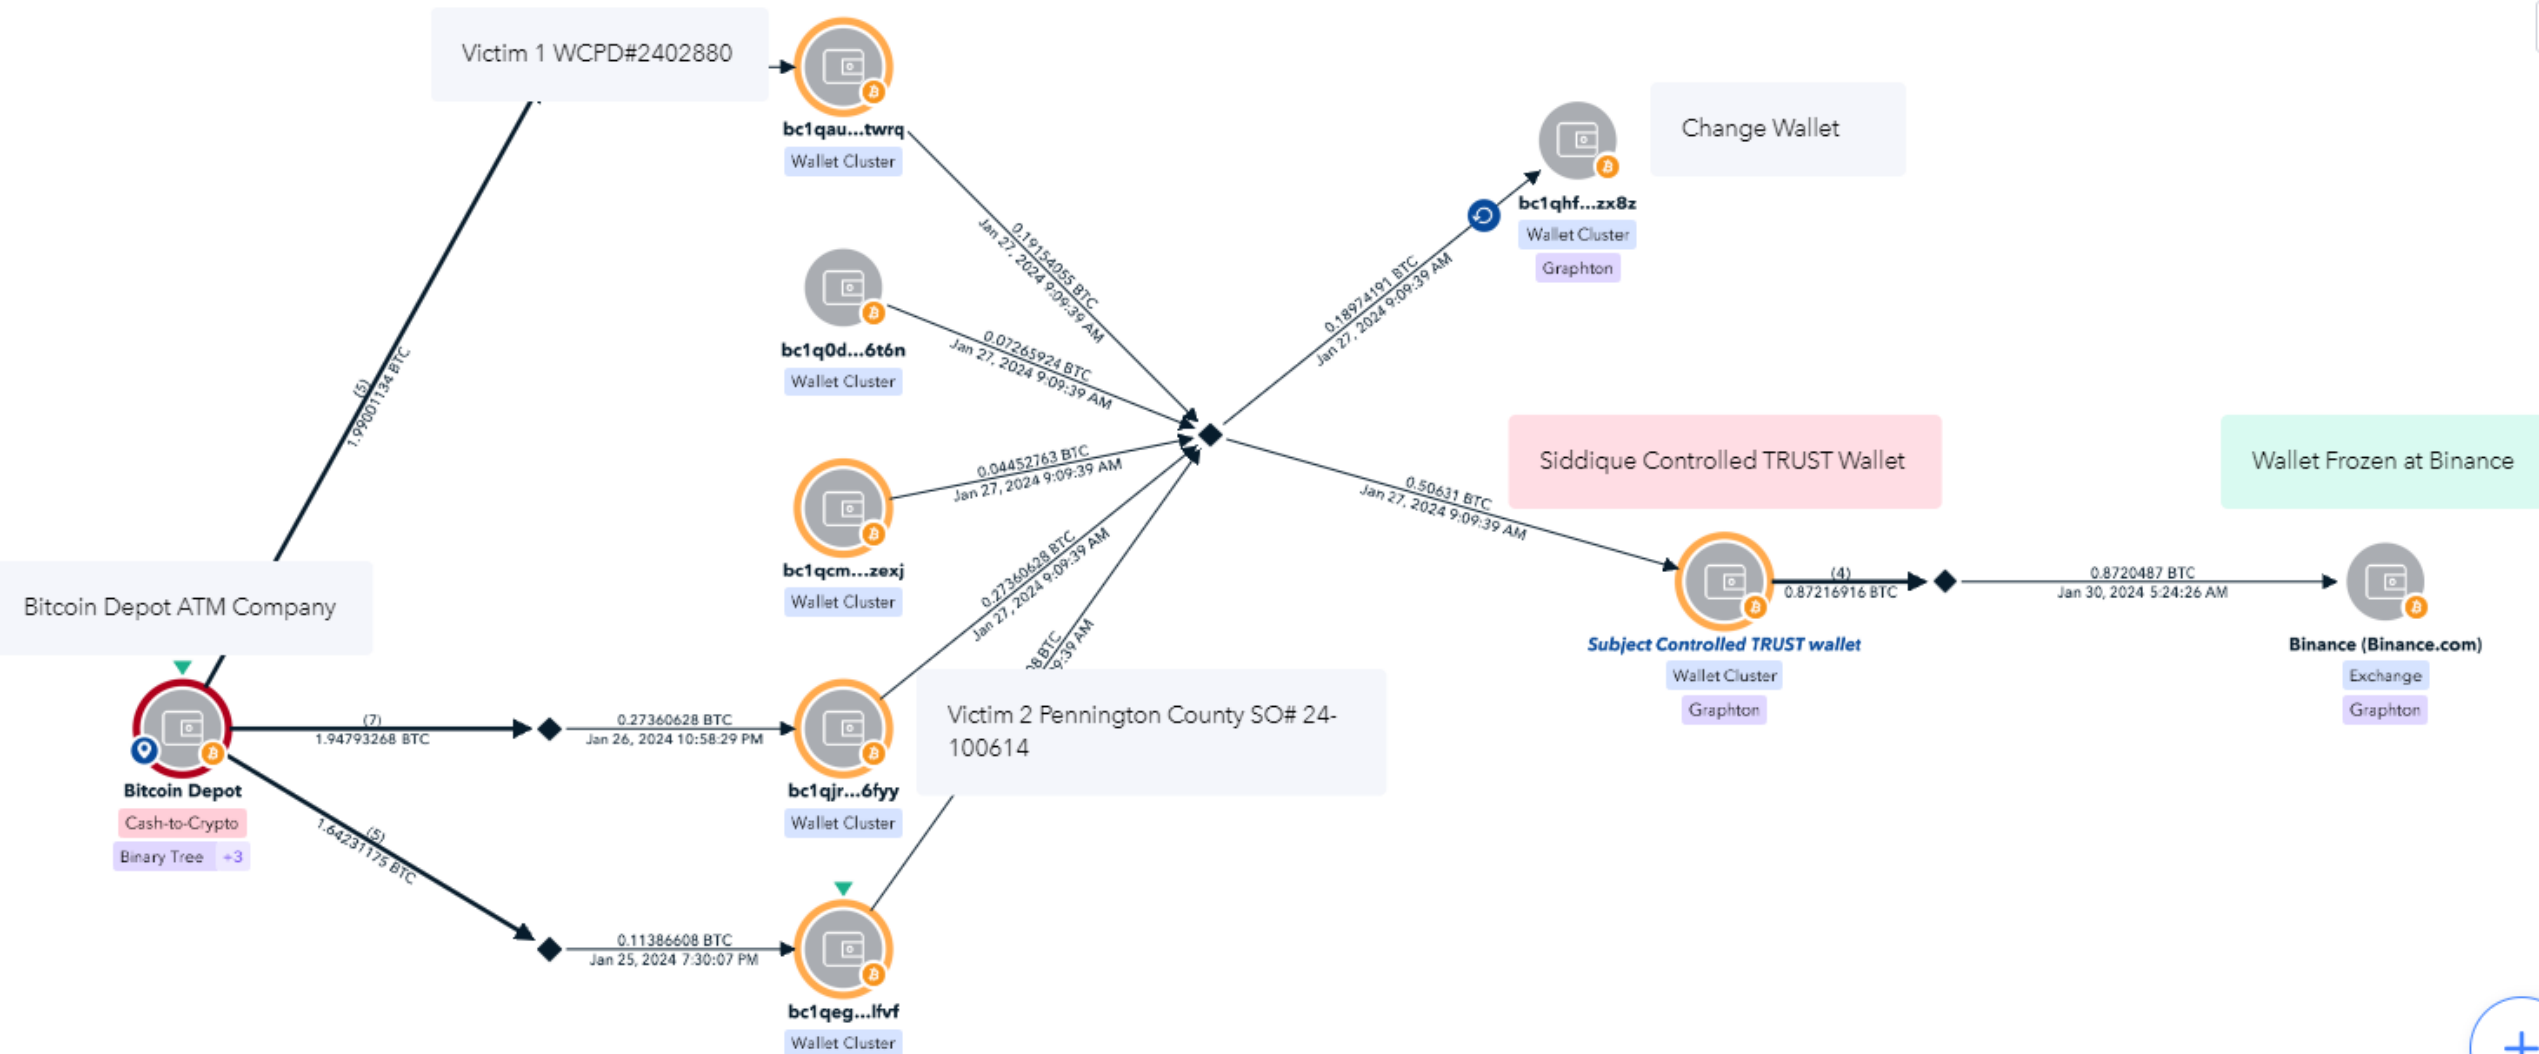 Victim 1 WCPD#2402880
bc1qau...twrq
Wallet Cluster
Change Wallet
bc1qhf...zx8z
Wallet Cluster
Graphton
0.19154055 BTC
Jan 27, 2024 9:09:39 AM
0.18974191 BTC
Jan 27, 2024 9:09:39 AM
bc1q0d...6t6n
Wallet Cluster
0.07265924 BTC
Jan 27, 2024 9:09:39 AM
(5)
1.99001134 BTC
0.04452763 BTC
Jan 27, 2024 9:09:39 AM
bc1qcm...zexj
Wallet Cluster
0.50631 BTC
Jan 27, 2024 9:09:39 AM
Siddique Controlled TRUST Wallet
Wallet Frozen at Binance
0.27360628 BTC
Jan 27, 2024 9:09:39 AM
8 BTC
9:39 AM
Bitcoin Depot ATM Company
Subject Controlled TRUST wallet
Wallet Cluster
Graphton
(4)
0.87216916 BTC
0.8720487 BTC
Jan 30, 2024 5:24:26 AM
Binance (Binance.com)
Exchange
Graphton
Bitcoin Depot
Cash-to-Crypto
Binary Tree +3
(7)
1.94793268 BTC
0.27360628 BTC
Jan 26, 2024 10:58:29 PM
bc1qjr...6fyy
Wallet Cluster
Victim 2 Pennington County SO# 24-
100614
(5)
1.64231175 BTC
0.11386608 BTC
Jan 25, 2024 7:30:07 PM
bc1qeg...lfvf
Wallet Cluster